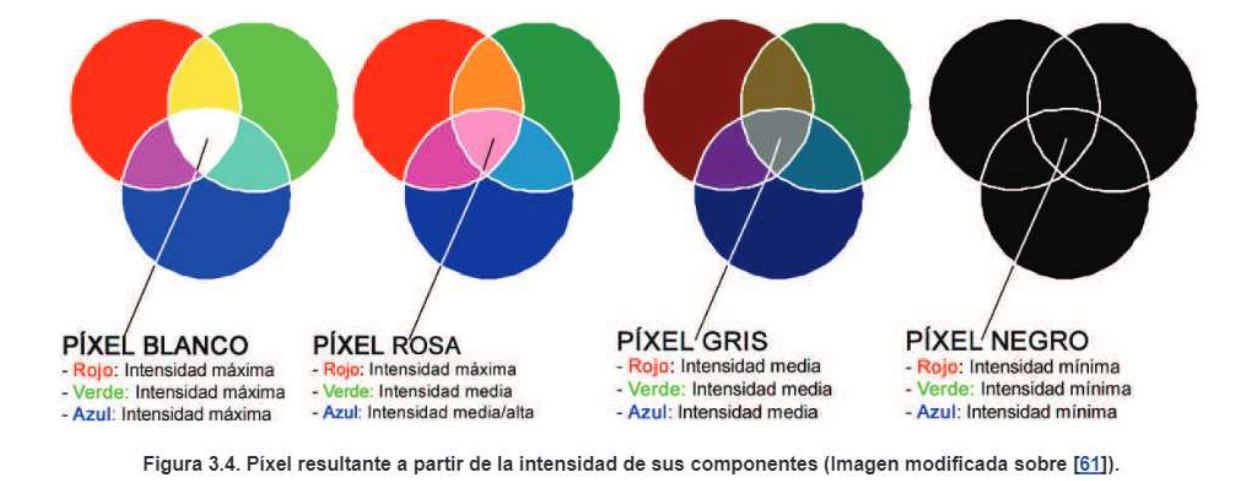 PÍXEL BLANCO
- Rojo: Intensidad máxima
- Verde: Intensidad máxima
- Azul: Intensidad máxima
PÍXEL ROSA
- Rojo: Intensidad máxima
- Verde: Intensidad media
- Azul: Intensidad media/alta
PÍXEL GRIS
- Rojo: Intensidad media
- Verde: Intensidad media
- Azul: Intensidad media
PÍXEL NEGRO
- Rojo: Intensidad mínima
- Verde: Intensidad mínima
- Azul: Intensidad mínima
Figura 3.4. Píxel resultante a partir de la intensidad de sus componentes (Imagen modificada sobre [61]).